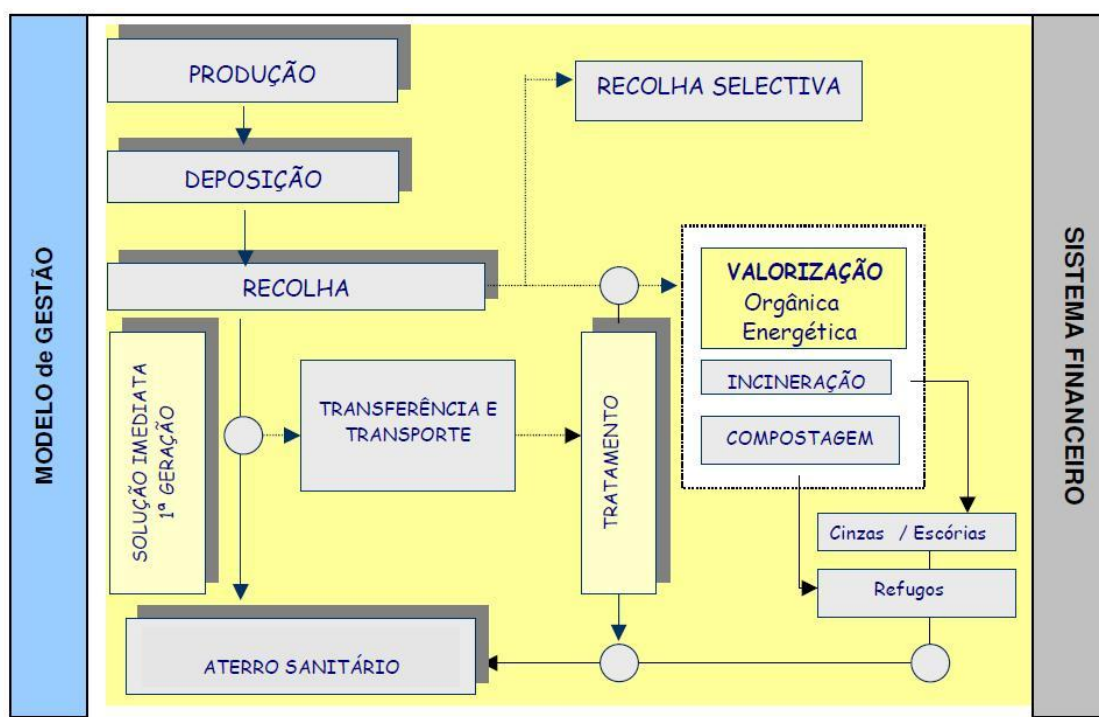 MODELO de GESTÃO
PRODUÇÃO
RECOLHA SELECTIVA
DEPOSIÇÃO
RECOLHA
VALORIZAÇÃO
Orgânica
Energética
INCINERAÇÃO
COMPOSTAGEM
SOLUÇÃO IMEDIATA
1ª GERAÇÃO
TRANSFERÊNCIA E
TRANSPORTE
TRATAMENTO
Cinzas / Escórias
Refugos
ATERRO SANITÁRIO
SISTEMA FINANCEIRO